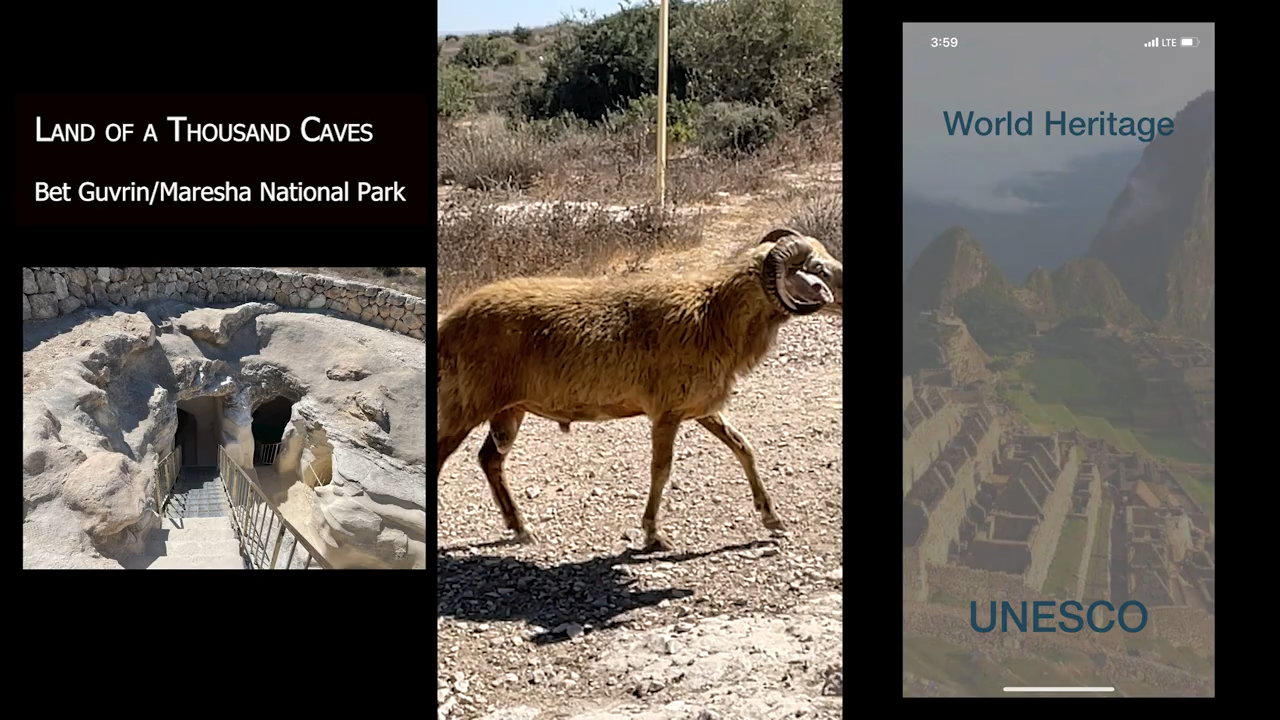 Land of a Thousand Caves
Bet Guvrin/Maresha National Park
3:59
LTE
World Heritage
UNESCO